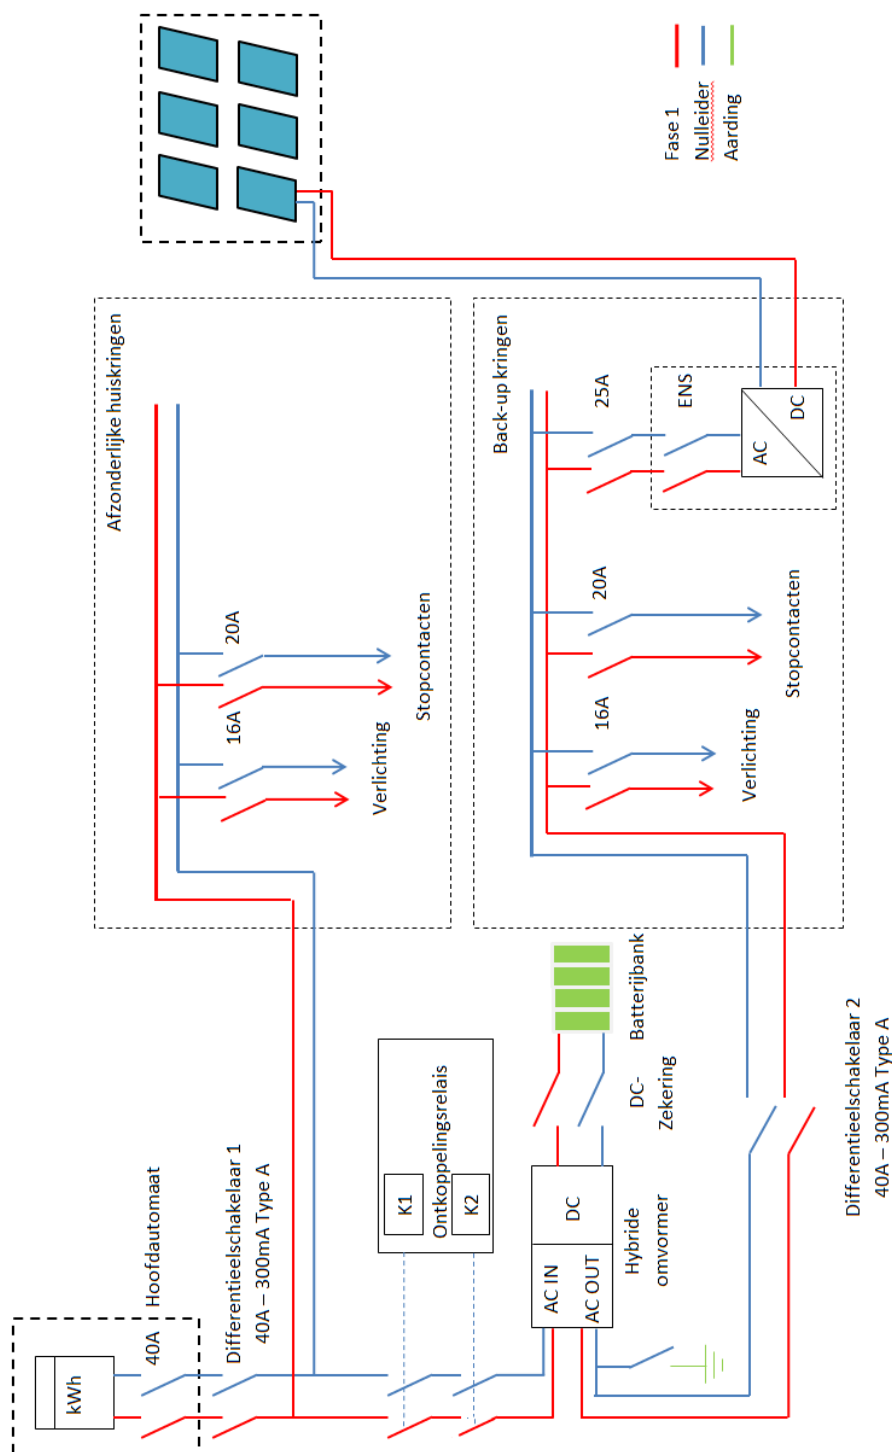 kWh
40A
Hoofdautomaat
Differentieelschakelaar 1
40A – 300mA Type A
Afzonderlijke huiskringen
16A
Verlichting
20A
Stopcontacten
K1
K2
Ontkoppelingsrelais
AC IN
AC OUT
DC
Hybride
omvormer
DC-
Zekering
Batterijbank
Back-up kringen
16A
Verlichting
20A
Stopcontacten
25A
ENS
AC
DC
Differentieelschakelaar 2
40A – 300mA Type A
Fase 1
Nulleider
Aarding